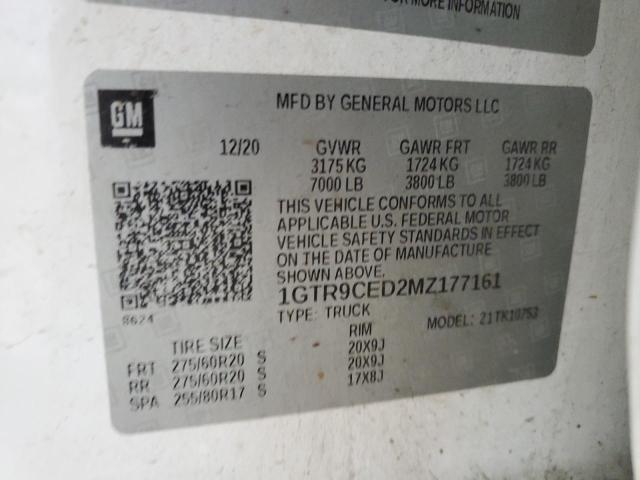 FOR MORE INFORMATION
GM
MFD BY GENERAL MOTORS LLC
12/20 GVWR GAWR FRT GAWR RR
3175 KG 1724 KG 1724 KG
7000 LB 3800 LB 3800 LB
THIS VEHICLE CONFORMS TO ALL
APPLICABLE U.S. FEDERAL MOTOR
VEHICLE SAFETY STANDARDS IN EFFECT
ON THE DATE OF MANUFACTURE
SHOWN ABOVE.
1GTR9CED2MZ177161
8624
TYPE: TRUCK MODEL: 21TK10753
TIRE SIZE RIM
FRT 275/60R20 S 20X9J
RR 275/60R20 S 20X9J
SPA 255/80R17 S 17X8J